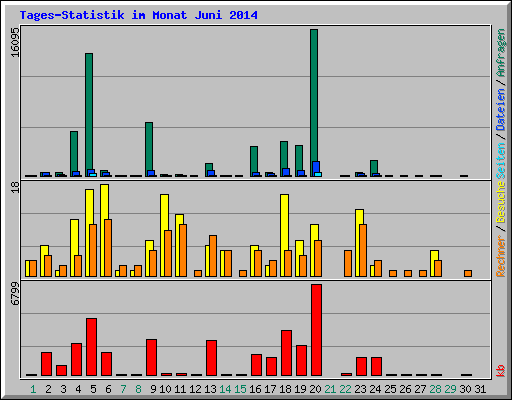 Tages-Statistik im Monat Juni 2014
16095
18
6799
Rechner / Besuche Seiten / Dateien / Anfragen
kb
1 2 3 4 5 6 7 8 9 10 11 12 13 14 15 16 17 18 19 20 21 22 23 24 25 26 27 28 29 30 31